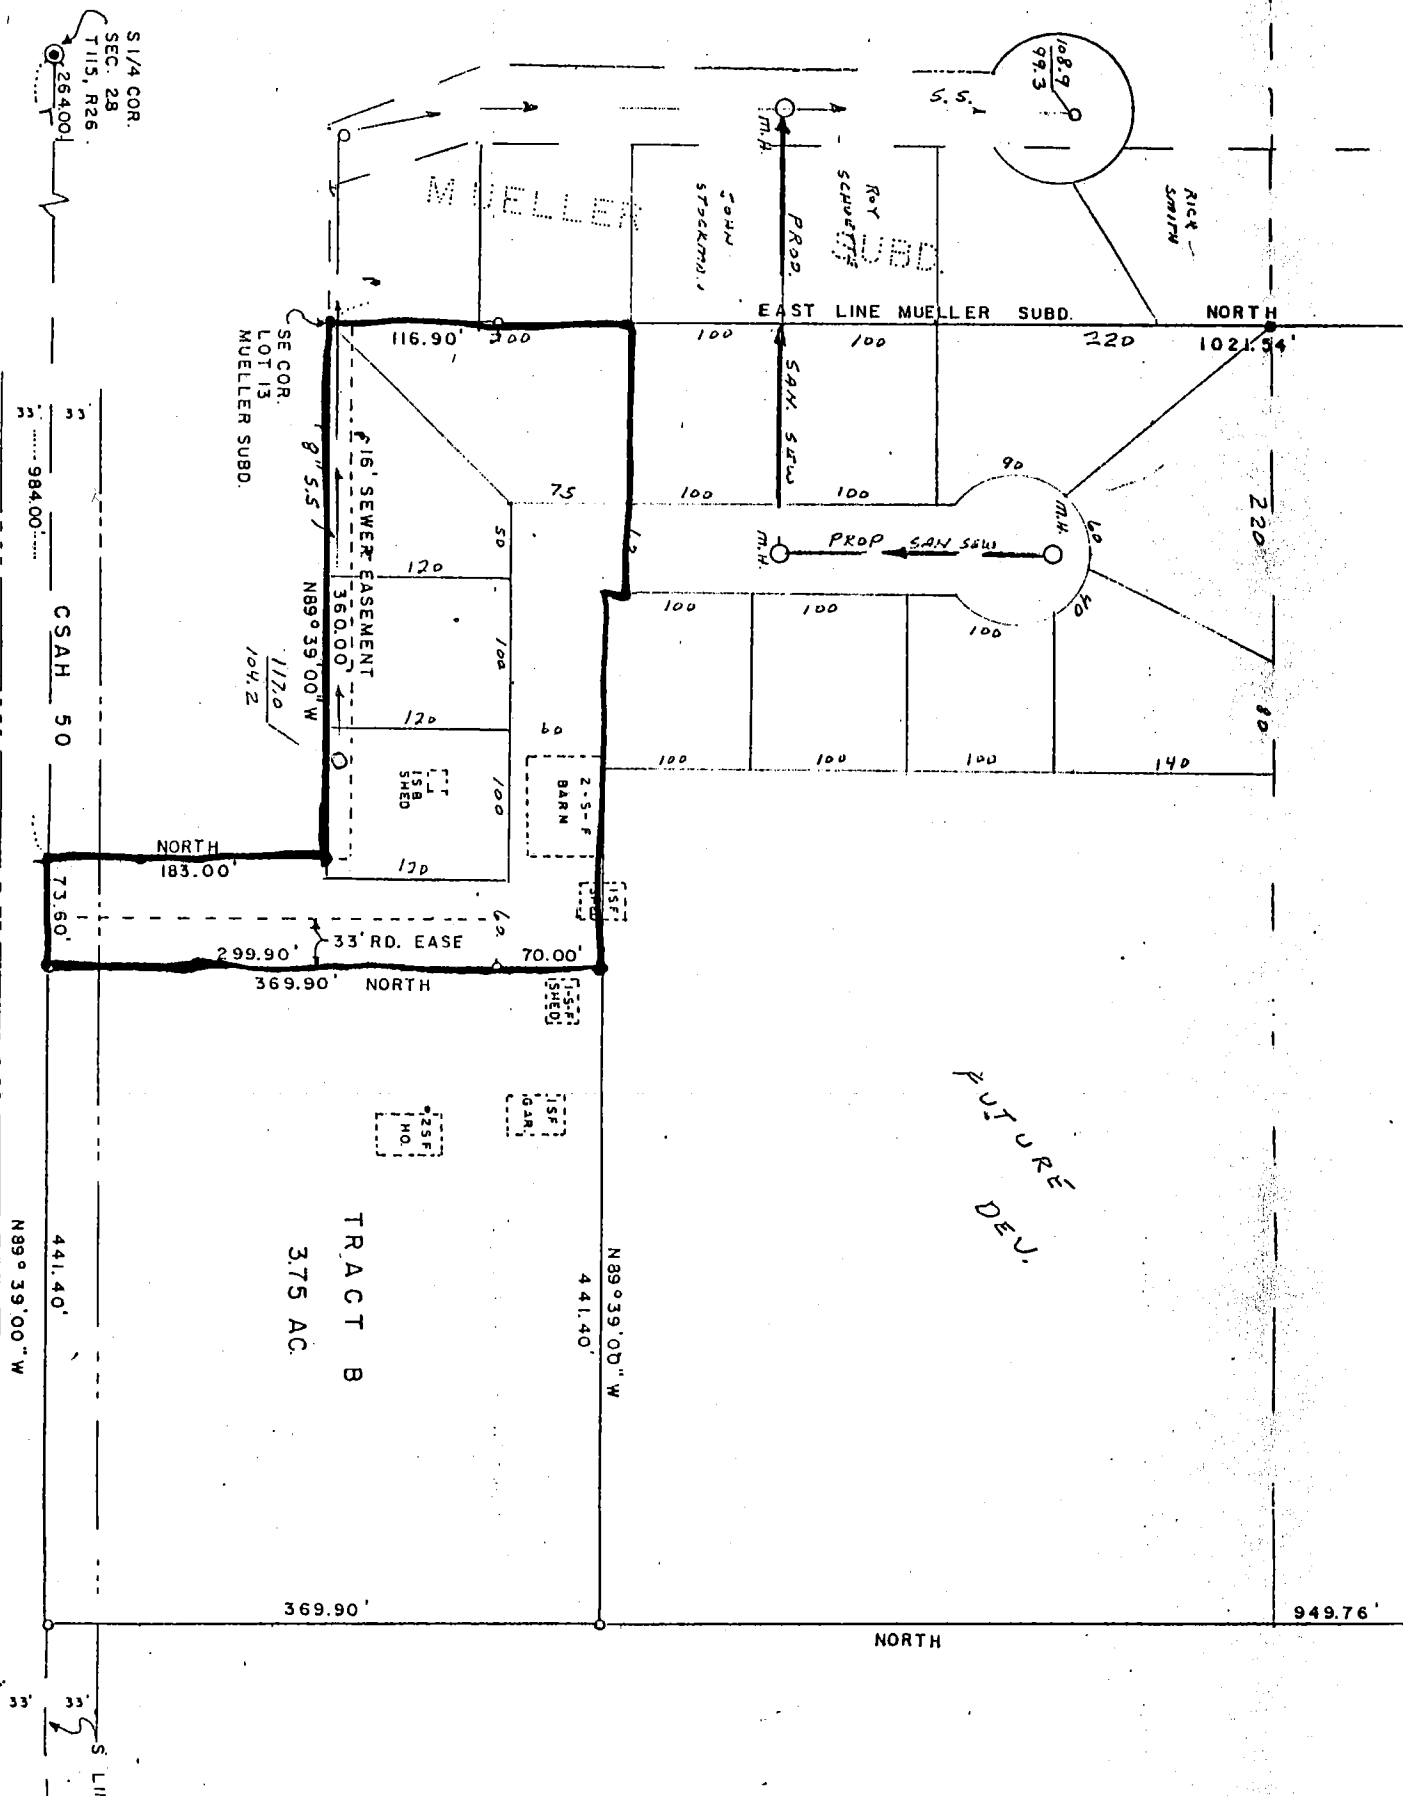 S 1/4 COR.
SEC. 28
T 115, R26
264.00'
108.9
99.3
S.S.
M.H.
MUELLER
SUBD.
JOHN
ROY
SCHUETTE
RICK
SMITH
PROD.
EAST LINE MUELLER SUBD.
NORTH
1021.54'
116.90'
200
100
100
220
SE COR.
LOT 13
MUELLER SUBD.
SAN. SEW
16' SEWER EASEMENT
8" S.S.
360.00'
N89°39'00" W
117.0
104.2
75
100
100
90
50
120
100
120
100
120
60
M.H.
PROP SAN SEW
M.H.
60
40
220
80
100
100
100
100
100
100
140
33'
33'
984.00'
CSAH 50
1SB
SHED
2-S-F
BARN
1SF
NORTH
183.00'
73.60'
33' RD. EASE
60
299.90'
70.00'
369.90' NORTH
1-S-F
SHED
1SF
GAR.
2SF
HO.
FUTURE
DEV.
TRACT B
3.75 AC.
N89°39'00" W
441.40'
441.40'
N89°39'00" W
369.90'
949.76'
NORTH
33'
33'
S LI